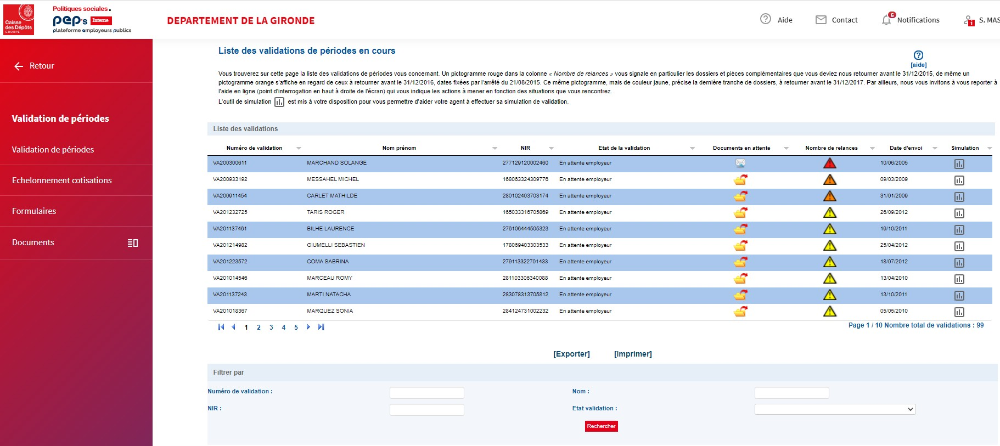 Caisse des Dépôts GROUPE
Politiques sociales.
pep's Interne
plateforme employeurs publics
DEPARTEMENT DE LA GIRONDE
Aide
Contact
6
Notifications
S. MAS
Retour
Validation de périodes
Validation de périodes
Echelonnement cotisations
Formulaires
Documents
Liste des validations de périodes en cours
[aide]
Vous trouverez sur cette page la liste des validations de périodes vous concernant. Un pictogramme rouge dans la colonne « Nombre de relances » vous signale en particulier les dossiers et pièces complémentaires que vous deviez nous retourner avant le 31/12/2015, de même un
pictogramme orange s'affiche en regard de ceux à retourner avant le 31/12/2016, dates fixées par l'arrêté du 21/08/2015. Ce même pictogramme, mais de couleur jaune, précise la dernière tranche de dossiers, à retourner avant le 31/12/2017. Par ailleurs, nous vous invitons à vous reporter à
l'aide en ligne (point d'interrogation en haut à droite de l'écran) qui vous indique les actions à mener en fonction des situations que vous rencontrez.
L'outil de simulation est mis à votre disposition pour vous permettre d'aider votre agent à effectuer sa simulation de validation.
Liste des validations
Numéro de validation Nom prénom NIR Etat de la validation Documents en attente Nombre de relances Date d'envoi Simulation
VA200300611 MARCHAND SOLANGE 277129120002460 En attente employeur 10/06/2005
VA200933192 MESSAHEL MICHEL 168063324309776 En attente employeur 09/03/2009
VA200911454 CARLET MATHILDE 280102403703174 En attente employeur 31/01/2009
VA201232725 TARIS ROGER 165033316705869 En attente employeur 26/09/2012
VA201137461 BILHE LAURENCE 276106444505323 En attente employeur 19/10/2011
VA201214982 GIUMELLI SEBASTIEN 178069403303533 En attente employeur 25/04/2012
VA201223572 COMA SABRINA 279113322701433 En attente employeur 18/07/2012
VA201014546 MARCEAU ROMY 281103306340088 En attente employeur 13/04/2010
VA201137243 MARTI NATACHA 283078313705812 En attente employeur 13/10/2011
VA201018367 MARQUEZ SONIA 284124731002232 En attente employeur 05/05/2010
1 2 3 4 5
Page 1 / 10 Nombre total de validations : 99
[Exporter] [Imprimer]
Filtrer par
Numéro de validation : Nom :
NIR : Etat validation :
Rechercher